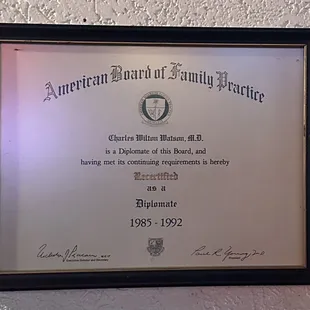 American Board of Family Practice
Charles Wilton Watson, M.D.
is a Diplomate of this Board, and
having met its continuing requirements is hereby
Recertified
as a
Diplomate
1985 - 1992